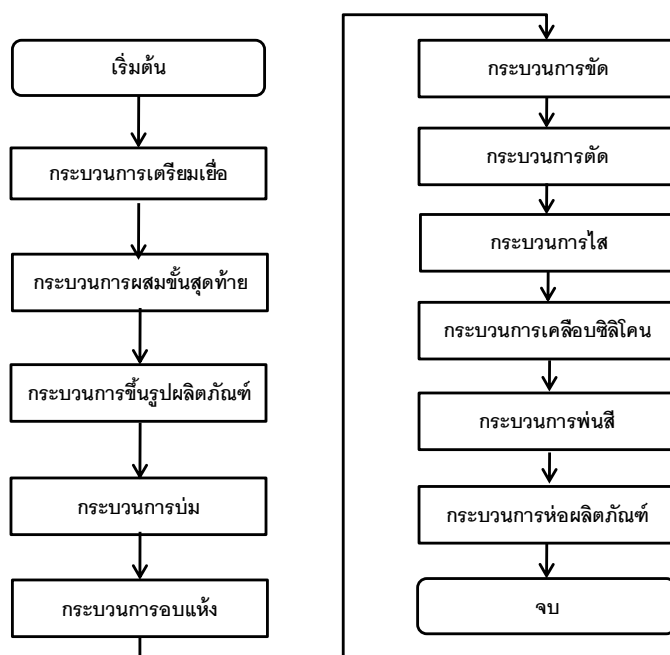 เริ่มต้น
กระบวนการเตรียมเยื่อ
กระบวนการผสมขั้นสุดท้าย
กระบวนการขึ้นรูปผลิตภัณฑ์
กระบวนการบ่ม
กระบวนการอบแห้ง
กระบวนการขัด
กระบวนการตัด
กระบวนการไส
กระบวนการเคลือบซิลิโคน
กระบวนการพ่นสี
กระบวนการห่อผลิตภัณฑ์
จบ